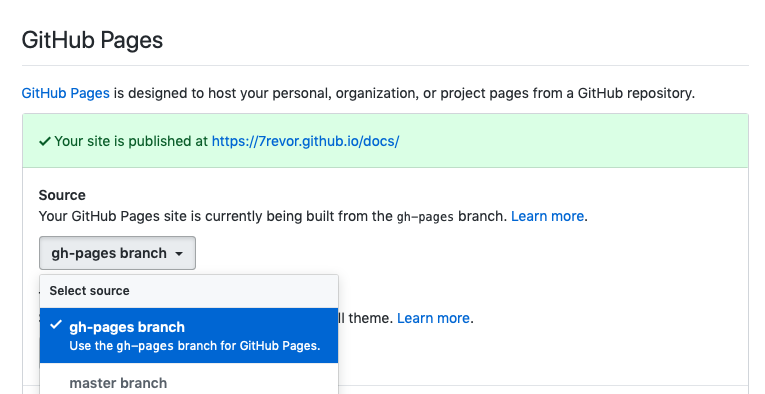 GitHub Pages
GitHub Pages is designed to host your personal, organization, or project pages from a GitHub repository.
Your site is published at https://7revor.github.io/docs/
Source
Your GitHub Pages site is currently being built from the gh-pages branch. Learn more.
gh-pages branch
Select source
gh-pages branch
ll theme. Learn more.
Use the gh-pages branch for GitHub Pages.
master branch